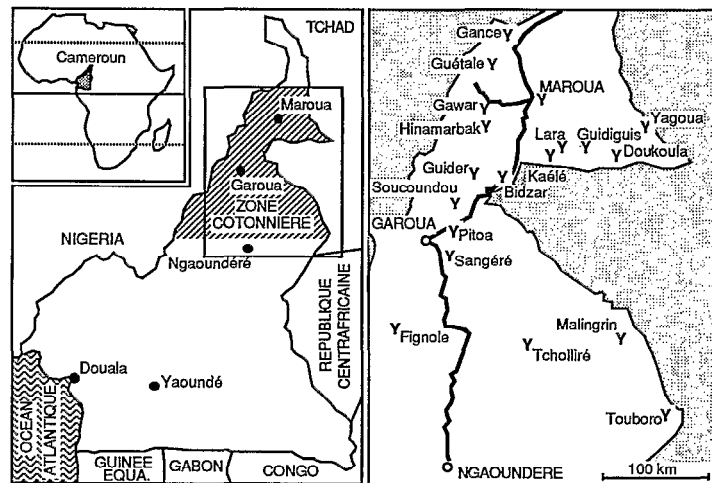 Cameroun
TCHAD
Maroua
Garoua
ZONE
COTONNIERE
NIGERIA
Ngaoundéré
REPUBLIQUE
CENTRAFRICAINE
Douala
Yaoundé
OCEAN
ATLANTIQUE
GUINEE
EQUA.
GABON
CONGO
Gance
Guétale
MAROUA
Gawar
Hinamarbak
Yagoua
Lara
Guidiguis
Doukoula
Guider
Kaélé
Soucoundou
Bidzar
GAROUA
Pitoa
Sangéré
Fignole
Malingrin
Tcholliré
Touboro
NGAOUNDERE
100 km